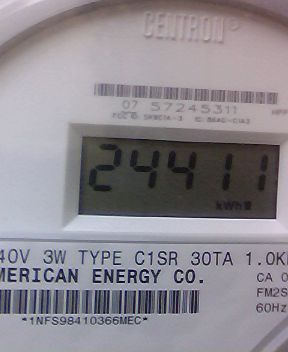 CENTRON®
07 57245311
24411
kWh
40V 3W TYPE C1SR 30TA 1.0K
MERICAN ENERGY CO.
CA 0
FM2S
60Hz
*1NFS98410366MEC*